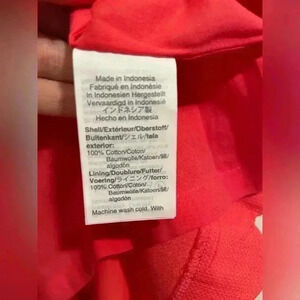 Made in Indonesia
Fabriqué en Indonésie
In Indonesien Hergestellt
Vervaardigd in Indonesië
インドネシア製
Hecho en Indonesia
Shell/Extérieur/Oberstoff/
Buitenkant/シェル/tela
exterior:
100% Cotton/Coton/
Baumwolle/Katoen/綿/
algodón
Lining/Doublure/Futter/
Voering/ライニング/forro:
100% Cotton/Coton/
Baumwolle/Katoen/綿/
algodón
Machine wash cold. With